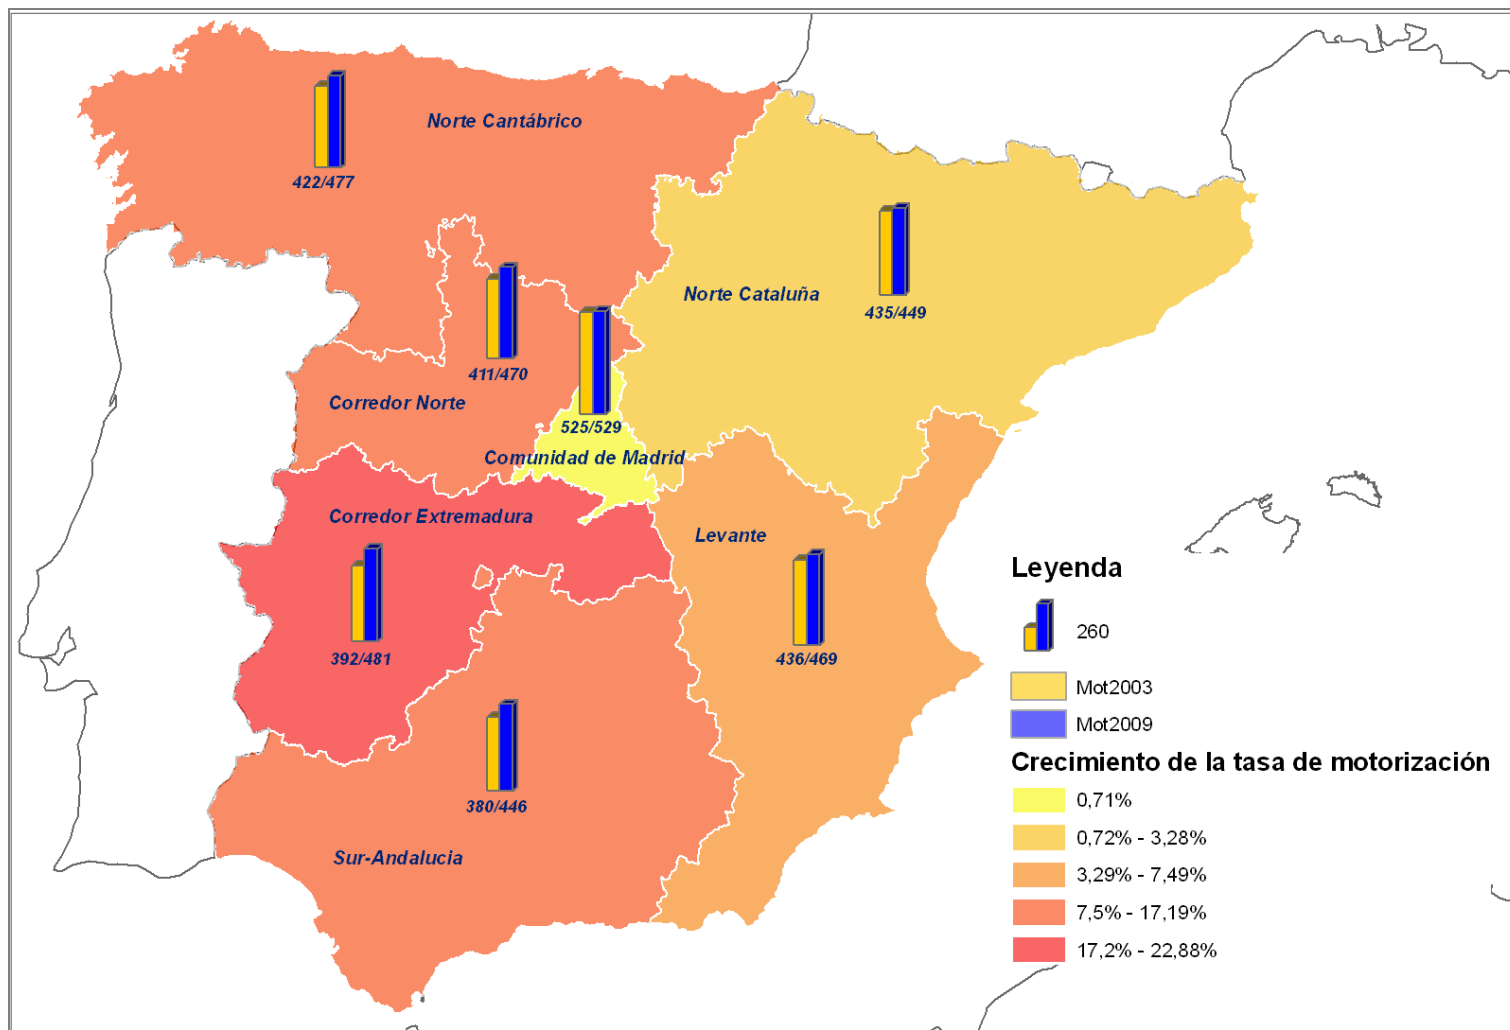 Norte Cantábrico
422/477
Norte Cataluña
435/449
411/470
Corredor Norte
525/529
Comunidad de Madrid
Corredor Extremadura
Levante
392/481
436/469
380/446
Sur-Andalucia
Leyenda
260
Mot2003
Mot2009
Crecimiento de la tasa de motorización
0,71%
0,72% - 3,28%
3,29% - 7,49%
7,5% - 17,19%
17,2% - 22,88%